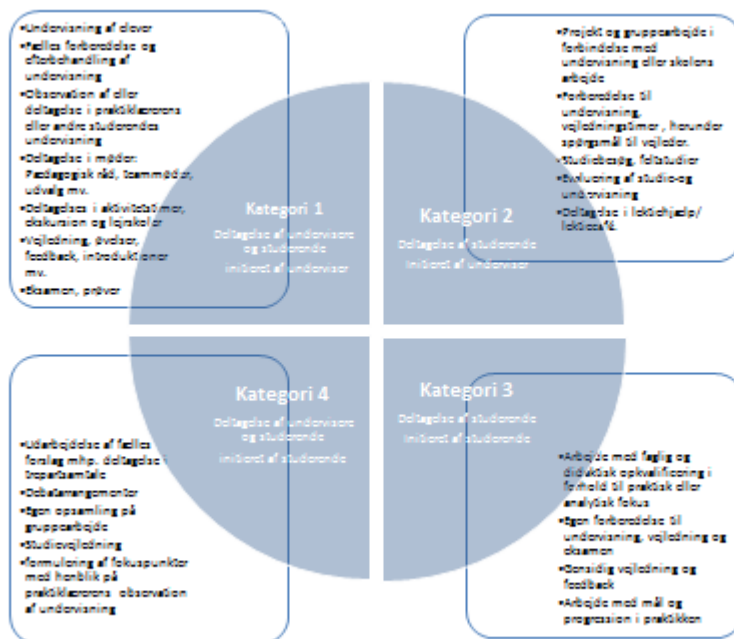 •Undervisning af elever
•Fælles forberedelse og
efterbehandling af
undervisning
•Observation af eller
deltagelse i praktiklærerens
eller andre studerendes
undervisning
•Deltagelse i møder:
Pædagogisk råd, teammøder,
udvalg mv.
•Deltagelses i aktivitetstimer,
ekskursion og lejrskoler
•Vejledning, øvelser,
feedback, introduktioner
mv.
•Eksamen, prøver
Kategori 1
Deltagelse af undervisere
og studerende
initieret af underviser
•Projekt og gruppearbejde i
forbindelse med
undervisning eller skolens
arbejde
•Forberedelse til
undervisning,
vejledningstimer , herunder
spørgsmål til vejleder.
•Studiebesøg, feltstudier
•Evaluering af studie-og
undervisning
•Deltagelse i lektiehjælp/
lektiecafé.
Kategori 2
Deltagelse af studerende
Initieret af underviser
Kategori 4
Deltagelse af undervisere
og studerende
initieret af studerende
•Udarbejdelse af fælles
forslag mhp. deltagelse i
trepartsamtale
•Debatarrangementer
•Egen opsamling på
gruppearbejde
•Studievejledning
•formulering af fokuspunkter
med henblik på
praktiklærerens observation
af undervisning
Kategori 3
Deltagelse af studerende
Initieret af studerende
•Arbejde med faglig og
didaktisk opkvalificering i
forhold til praktisk eller
analytisk fokus
•Egen forberedelse til
undervisning, vejledning og
eksamen
•Gensidig vejledning og
feedback
•Arbejde med mål og
progression i praktikken